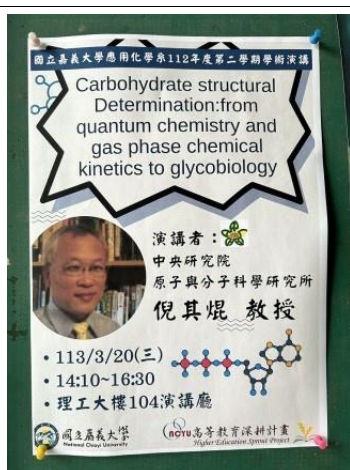 國立嘉義大學應用化學系112年度第二學期學術演講
Carbohydrate structural
Determination:from
quantum chemistry and
gas phase chemical
kinetics to glycobiology
演講者：
中央研究院
原子與分子科學研究所
倪其焜 教授
• 113/3/20(三)
• 14:10~16:30
• 理工大樓104演講廳
國立嘉義大學
National Chiayi University
NCYU高等教育深耕計畫
Higher Education Sprout Project